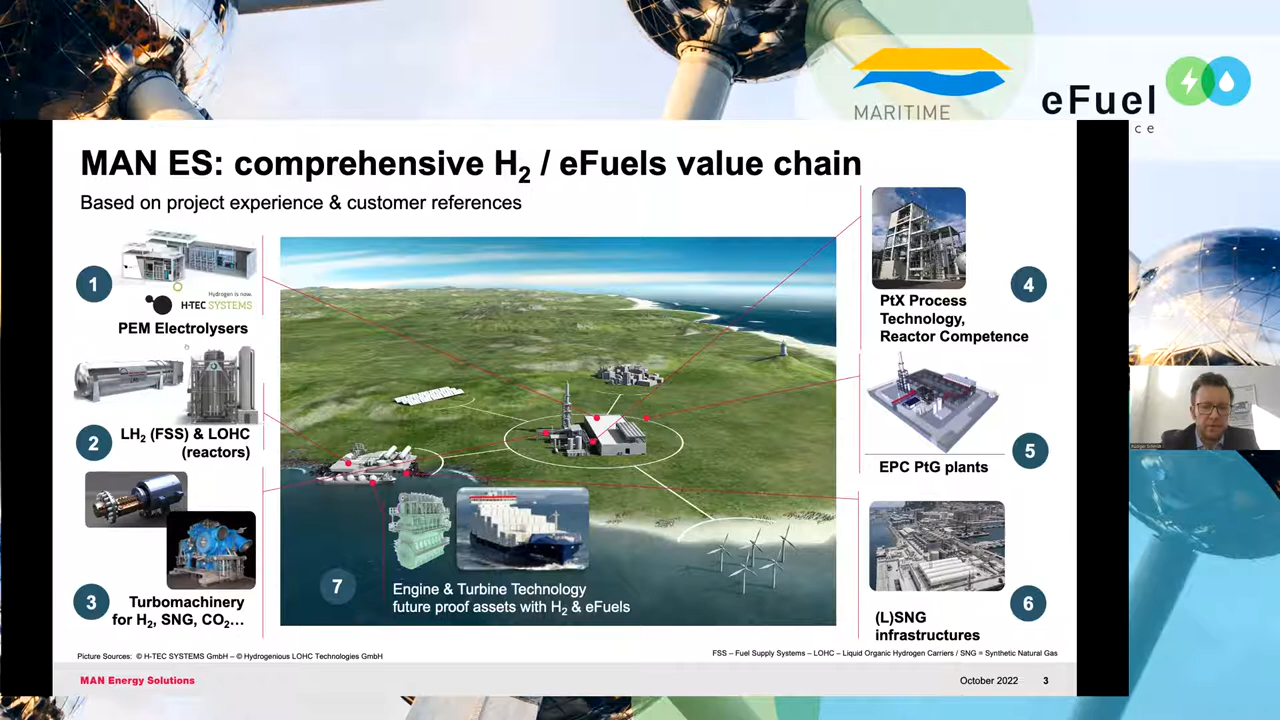 MARITIME
eFuel
ce
MAN ES: comprehensive H₂ / eFuels value chain
Based on project experience & customer references
1
Hydrogen is now.
H-TEC SYSTEMS
PEM Electrolysers
2
LH₂ (FSS) & LOHC
(reactors)
3
Turbomachinery
for H₂, SNG, CO₂...
7
Engine & Turbine Technology
future proof assets with H₂ & eFuels
4
PtX Process
Technology,
Reactor Competence
5
EPC PtG plants
6
(L)SNG
infrastructures
Picture Sources: © H-TEC SYSTEMS GmbH – © Hydrogenious LOHC Technologies GmbH
FSS – Fuel Supply Systems – LOHC – Liquid Organic Hydrogen Carriers / SNG = Synthetic Natural Gas
MAN Energy Solutions
October 2022
3